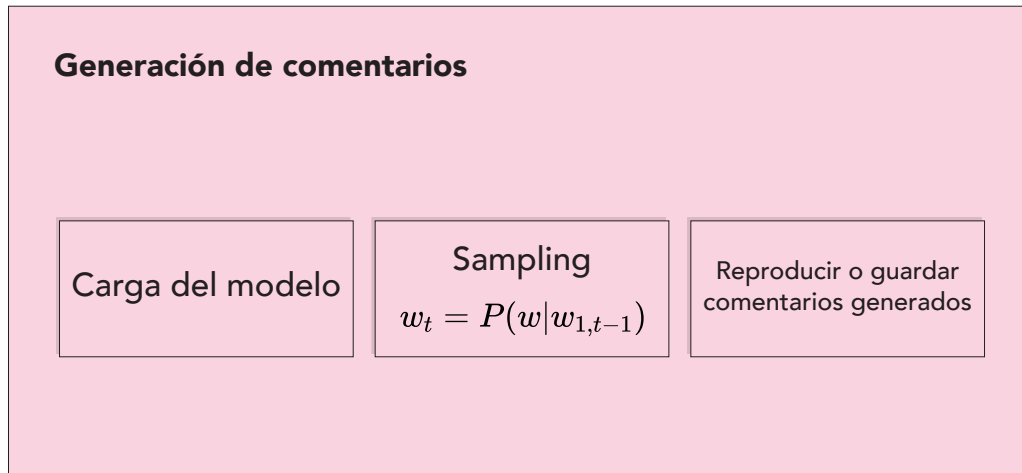 Generación de comentarios
Carga del modelo
Sampling
$w_t = P(w|w_{1,t-1})$
Reproducir o guardar
comentarios generados